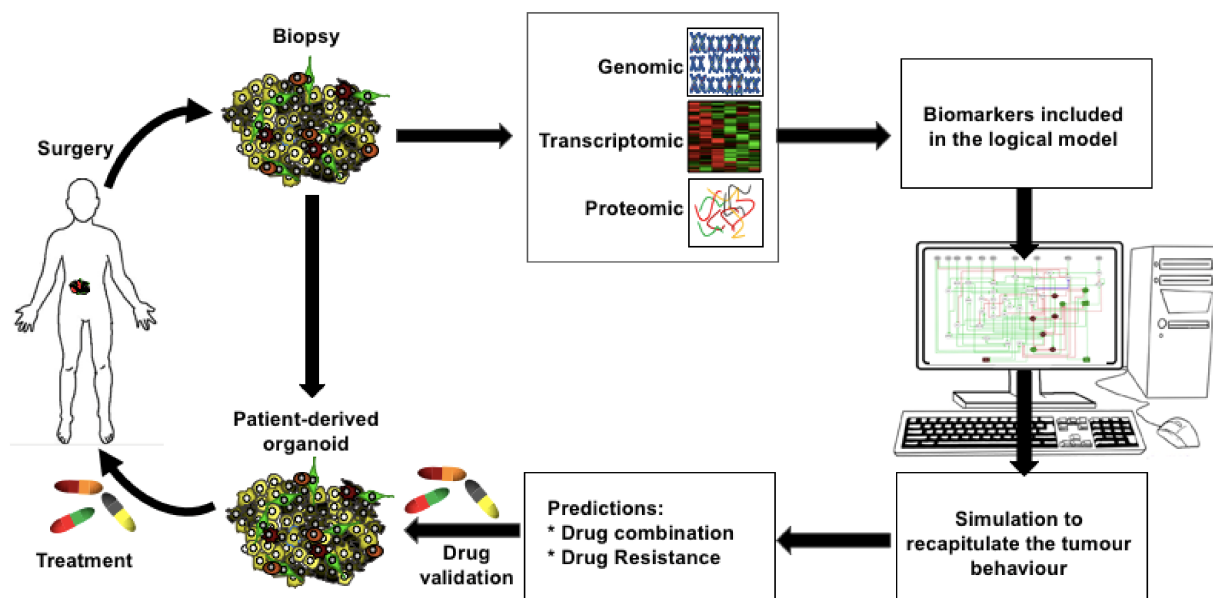 Biopsy
Surgery
Genomic
Transcriptomic
Proteomic
Biomarkers included
in the logical model
Patient-derived
organoid
Treatment
Drug
validation
Predictions:
* Drug combination
* Drug Resistance
Simulation to
recapitulate the tumour
behaviour